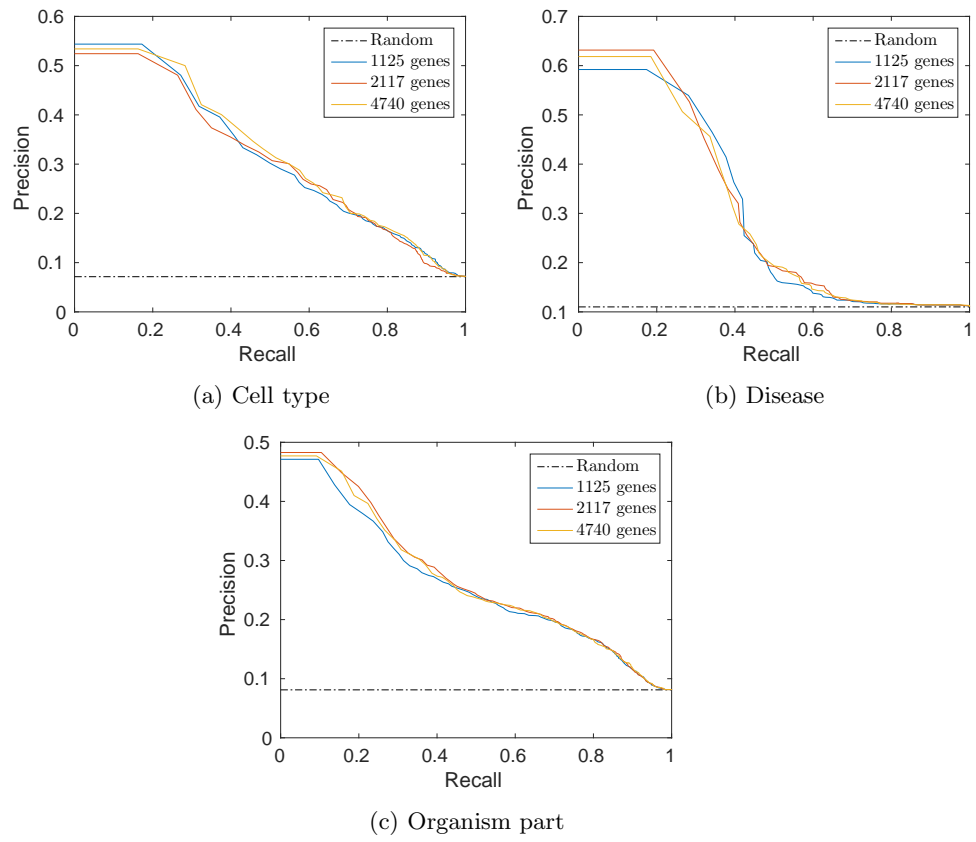 0.6
0.5
0.4
0.3
0.2
0.1
0
Precision
0 0.2 0.4 0.6 0.8 1
Recall
Random
1125 genes
2117 genes
4740 genes
(a) Cell type
0.7
0.6
0.5
0.4
0.3
0.2
0.1
Precision
0 0.2 0.4 0.6 0.8 1
Recall
Random
1125 genes
2117 genes
4740 genes
(b) Disease
0.5
0.4
0.3
0.2
0.1
0
Precision
0 0.2 0.4 0.6 0.8 1
Recall
Random
1125 genes
2117 genes
4740 genes
(c) Organism part